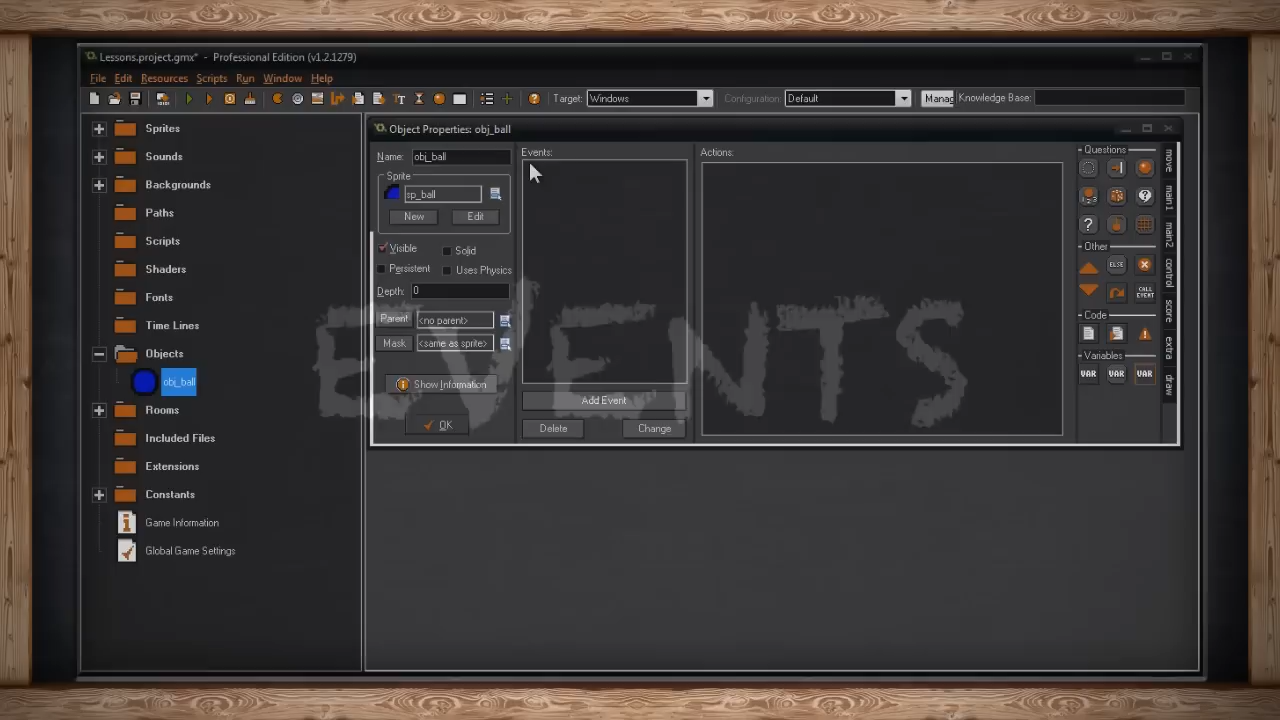 Lessons.project.gmx* - Professional Edition (v1.2.1279)
File Edit Resources Scripts Run Window Help
Target: Windows Configuration: Default Manag Knowledge Base:
Sprites
Sounds
Backgrounds
Paths
Scripts
Shaders
Fonts
Time Lines
Objects
obj_ball
Rooms
Included Files
Extensions
Constants
Game Information
Global Game Settings
Object Properties: obj_ball
Name: obj_ball
Sprite
sp_ball
New Edit
Visible Solid
Persistent Uses Physics
Depth: 0
Parent <no parent>
Mask <same as sprite>
Show Information
OK
Events:
Add Event
Delete Change
Actions:
Questions
Other
ELSE
CALL EVENT
Code
Variables
VAR VAR VAR
move
main1
main2
control
score
extra
draw
EVENTS